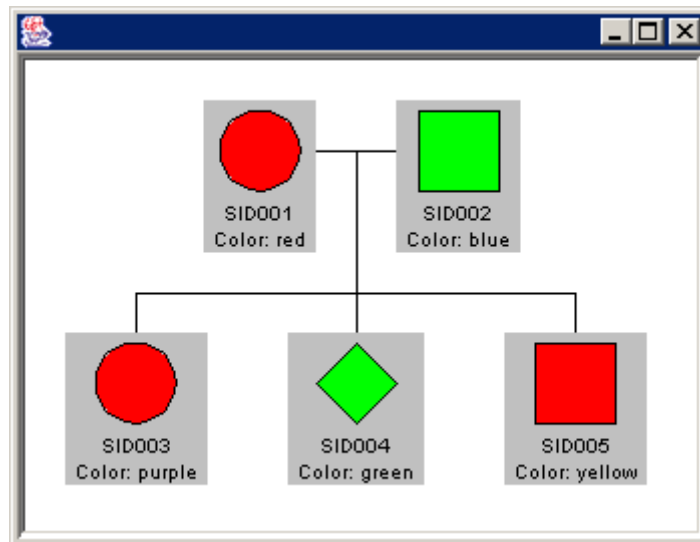 SID001
Color: red
SID002
Color: blue
SID003
Color: purple
SID004
Color: green
SID005
Color: yellow